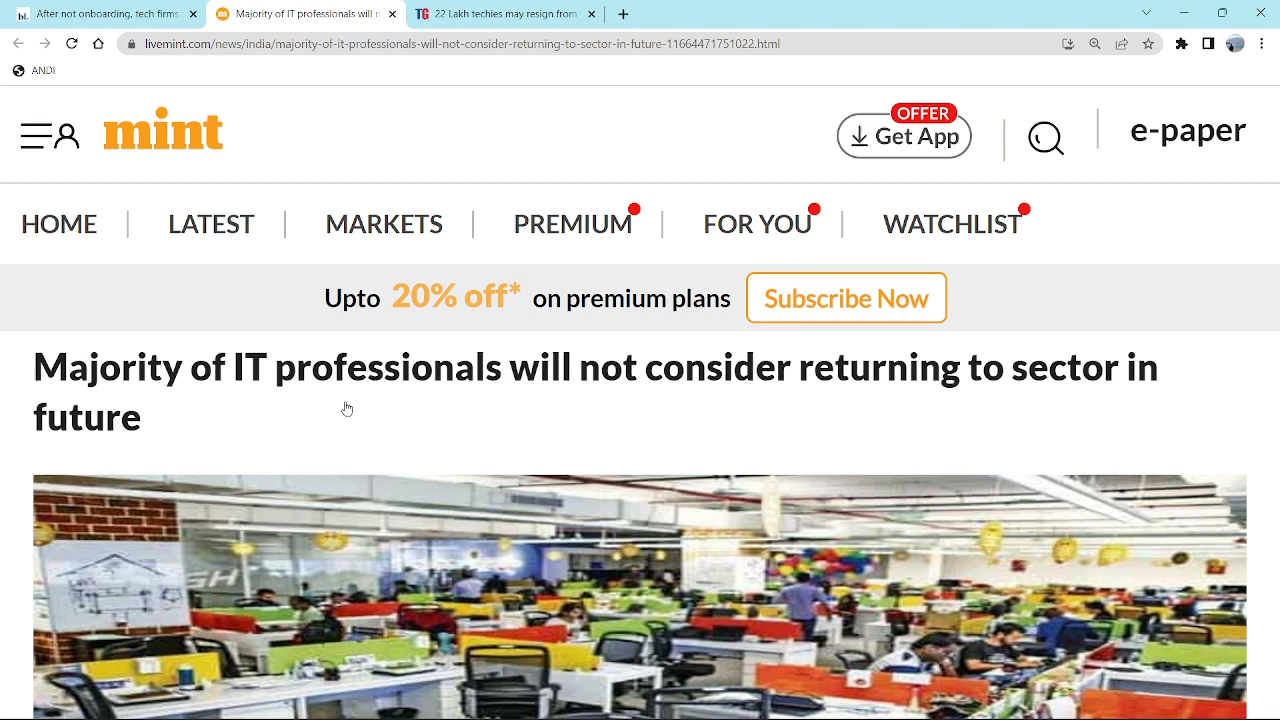 After not onboarding, tech firms
Majority of IT professionals will n
TG 22 Lakh techies may resign from
livemint.com/news/india/majority-of-it-professionals-will-not-consider-returning-to-sector-in-future-11664471751022.html
ANDI
mint
OFFER
Get App
e-paper
HOME LATEST MARKETS PREMIUM FOR YOU WATCHLIST
Upto 20% off* on premium plans Subscribe Now
Majority of IT professionals will not consider returning to sector in
future